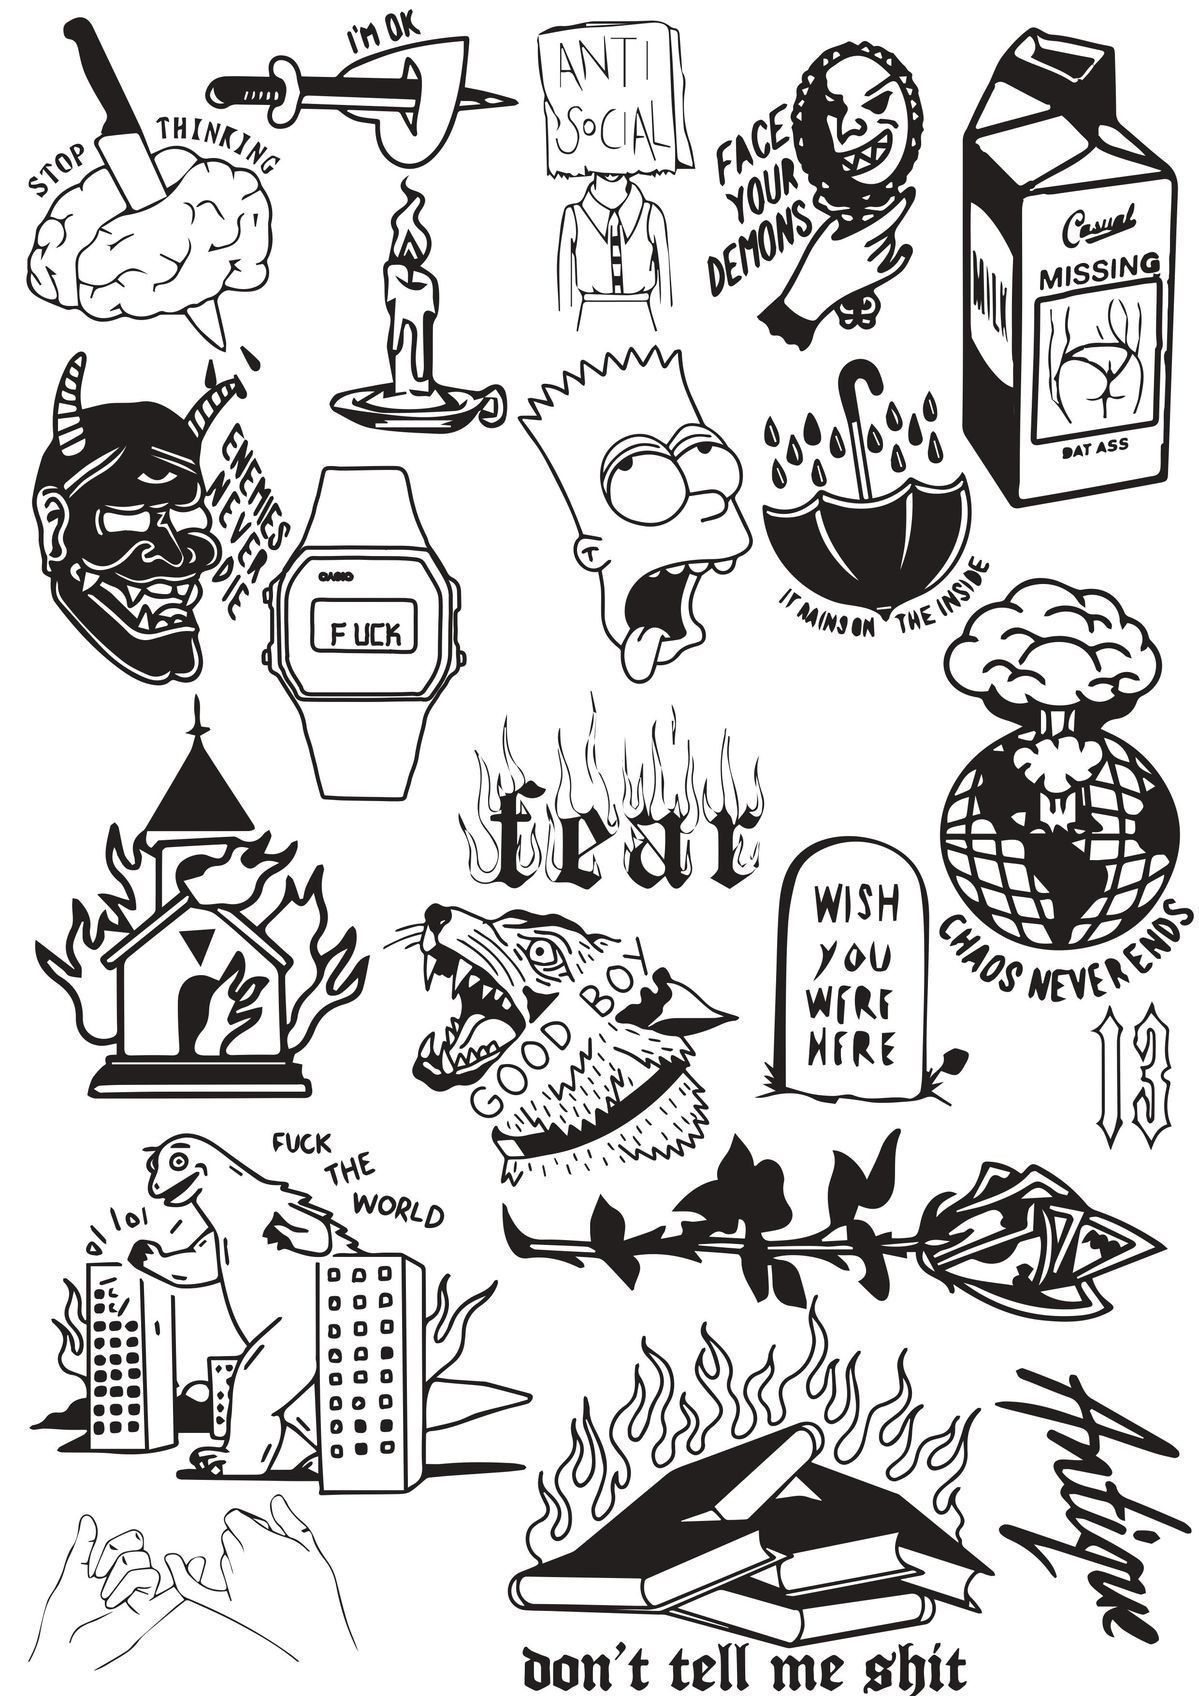 I'M OK
STOP THINKING
ANTI
SOCIAL
FACE
YOUR
DEMONS
Casual
MISSING
MILK
DAT ASS
ENEMIES
NEVER
DIE
CASIO
FUCK
IT RAINS ON THE INSIDE
fear
WISH
YOU
WERE
HERE
CHAOS NEVER ENDS
GOOD BOY
13
FUCK
THE
WORLD
Antique
don't tell me shit